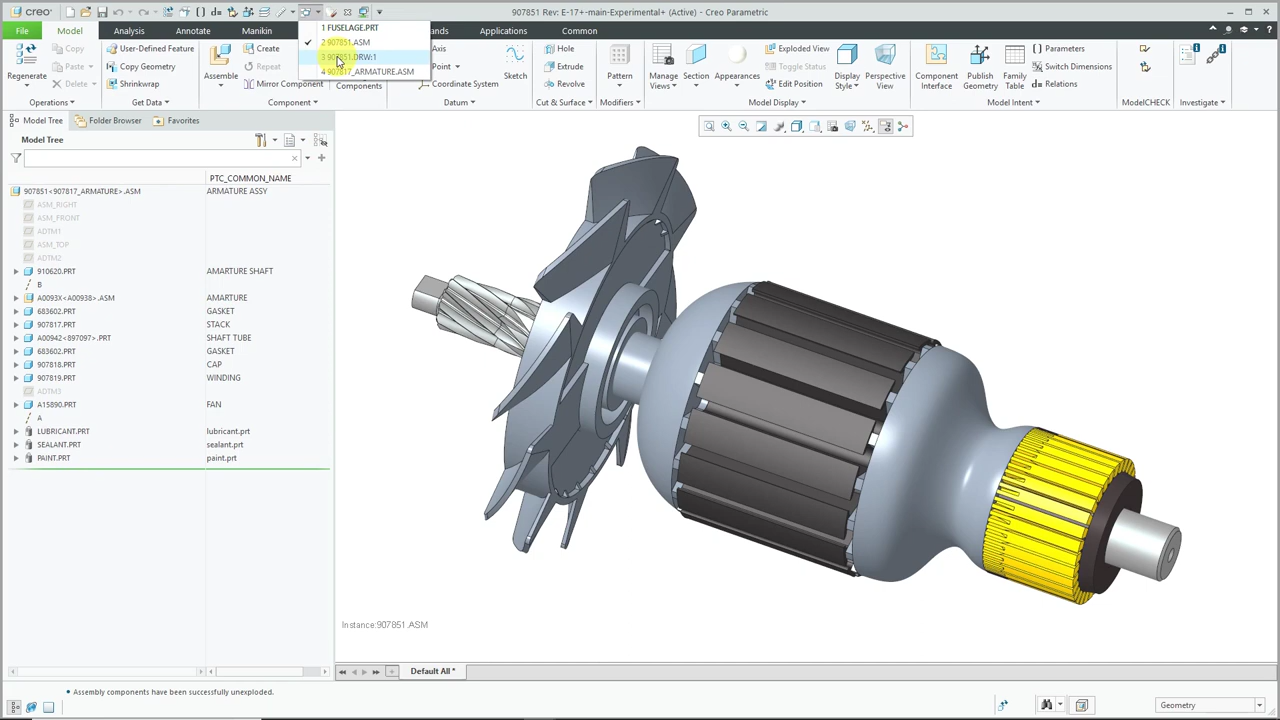 creo
907851 Rev: E-17+-main-Experimental+ (Active) - Creo Parametric
File
Model
Analysis
Annotate
Manikin
Applications
Common
1 FUSELAGE.PRT
2 907851.ASM
3 907851.DRW:1
4 907817_ARMATURE.ASM
Regenerate
Copy
Paste
Delete
Operations
User-Defined Feature
Copy Geometry
Shrinkwrap
Get Data
Assemble
Create
Repeat
Mirror Component
Component
Components
Axis
Point
Coordinate System
Datum
Sketch
Hole
Extrude
Revolve
Cut & Surface
Pattern
Modifiers
Manage Views
Section
Appearances
Exploded View
Toggle Status
Edit Position
Display Style
Perspective View
Model Display
Component Interface
Publish Geometry
Parameters
Switch Dimensions
Relations
Model Intent
ModelCHECK
Investigate
Model Tree
Folder Browser
Favorites
Model Tree
PTC_COMMON_NAME
907851<907817_ARMATURE>.ASM ARMATURE ASSY
ASM_RIGHT
ASM_FRONT
ADTM1
ASM_TOP
ADTM2
910620.PRT AMARTURE SHAFT
B
A0093X<A00938>.ASM AMARTURE
683602.PRT GASKET
907817.PRT STACK
A00942<897097>.PRT SHAFT TUBE
683602.PRT GASKET
907818.PRT CAP
907819.PRT WINDING
ADTM3
A15890.PRT FAN
A
LUBRICANT.PRT lubricant.prt
SEALANT.PRT sealant.prt
PAINT.PRT paint.prt
Instance:907851.ASM
Default All *
• Assembly components have been successfully unexploded.
Geometry